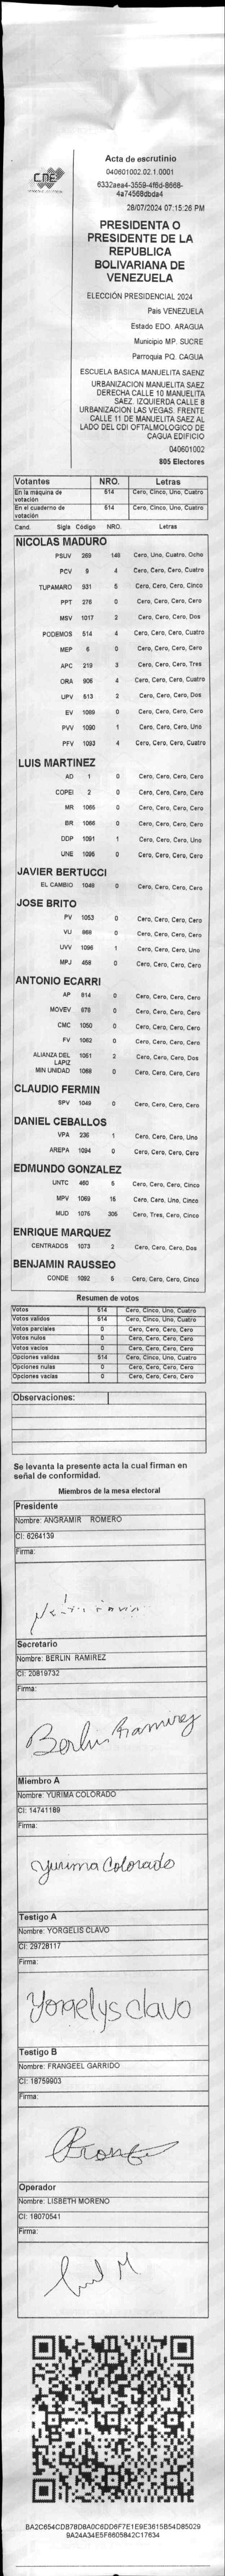 CNE
Acta de escrutinio
040601002.02.1.0001
6332aea4-3559-4f6d-8668-
4a74568dbda4
28/07/2024 07:15:26 PM
PRESIDENTA O
PRESIDENTE DE LA
REPUBLICA
BOLIVARIANA DE
VENEZUELA
ELECCIÓN PRESIDENCIAL 2024
Pais VENEZUELA
Estado EDO. ARAGUA
Municipio MP. SUCRE
Parroquia PQ. CAGUA
ESCUELA BASICA MANUELITA SAENZ
URBANIZACION MANUELITA SAEZ
DERECHA CALLE 10 MANUELITA
SAEZ. IZQUIERDA CALLE 8
URBANIZACION LAS VEGAS. FRENTE
CALLE 11 DE MANUELITA SAEZ AL
LADO DEL CDI OFTALMOLOGICO DE
CAGUA EDIFICIO
040601002
805 Electores
Votantes NRO. Letras
En la máquina de votación 514 Cero, Cinco, Uno, Cuatro
En el cuaderno de votación 514 Cero, Cinco, Uno, Cuatro
Cand. Sigla Código NRO. Letras
NICOLAS MADURO
PSUV 269 148 Cero, Uno, Cuatro, Ocho
PCV 9 4 Cero, Cero, Cero, Cuatro
TUPAMARO 931 5 Cero, Cero, Cero, Cinco
PPT 276 0 Cero, Cero, Cero, Cero
MSV 1017 2 Cero, Cero, Cero, Dos
PODEMOS 514 4 Cero, Cero, Cero, Cuatro
MEP 6 0 Cero, Cero, Cero, Cero
APC 219 3 Cero, Cero, Cero, Tres
ORA 906 4 Cero, Cero, Cero, Cuatro
UPV 513 2 Cero, Cero, Cero, Dos
EV 1089 0 Cero, Cero, Cero, Cero
PVV 1090 1 Cero, Cero, Cero, Uno
PFV 1093 4 Cero, Cero, Cero, Cuatro
LUIS MARTINEZ
AD 1 0 Cero, Cero, Cero, Cero
COPEI 2 0 Cero, Cero, Cero, Cero
MR 1065 0 Cero, Cero, Cero, Cero
BR 1066 0 Cero, Cero, Cero, Cero
DDP 1091 1 Cero, Cero, Cero, Uno
UNE 1095 0 Cero, Cero, Cero, Cero
JAVIER BERTUCCI
EL CAMBIO 1048 0 Cero, Cero, Cero, Cero
JOSE BRITO
PV 1053 0 Cero, Cero, Cero, Cero
VU 868 0 Cero, Cero, Cero, Cero
UVV 1096 1 Cero, Cero, Cero, Uno
MPJ 458 0 Cero, Cero, Cero, Cero
ANTONIO ECARRI
AP 814 0 Cero, Cero, Cero, Cero
MOVEV 978 0 Cero, Cero, Cero, Cero
CMC 1050 0 Cero, Cero, Cero, Cero
FV 1062 0 Cero, Cero, Cero, Cero
ALIANZA DEL LAPIZ 1051 2 Cero, Cero, Cero, Dos
MIN UNIDAD 1068 0 Cero, Cero, Cero, Cero
CLAUDIO FERMIN
SPV 1049 0 Cero, Cero, Cero, Cero
DANIEL CEBALLOS
VPA 236 1 Cero, Cero, Cero, Uno
AREPA 1094 0 Cero, Cero, Cero, Cero
EDMUNDO GONZALEZ
UNTC 460 5 Cero, Cero, Cero, Cinco
MPV 1069 15 Cero, Cero, Uno, Cinco
MUD 1075 305 Cero, Tres, Cero, Cinco
ENRIQUE MARQUEZ
CENTRADOS 1073 2 Cero, Cero, Cero, Dos
BENJAMIN RAUSSEO
CONDE 1092 5 Cero, Cero, Cero, Cinco
Resumen de votos
Votos 514 Cero, Cinco, Uno, Cuatro
Votos validos 514 Cero, Cinco, Uno, Cuatro
Votos parciales 0 Cero, Cero, Cero, Cero
Votos nulos 0 Cero, Cero, Cero, Cero
Votos vacios 0 Cero, Cero, Cero, Cero
Opciones validas 514 Cero, Cinco, Uno, Cuatro
Opciones nulas 0 Cero, Cero, Cero, Cero
Opciones vacias 0 Cero, Cero, Cero, Cero
Observaciones:
Se levanta la presente acta la cual firman en
señal de conformidad.
Miembros de la mesa electoral
Presidente
Nombre: ANGRAMIR ROMERO
CI: 6264139
Firma:
Secretario
Nombre: BERLIN RAMIREZ
CI: 20819732
Firma:
Berlin Ramirez
Miembro A
Nombre: YURIMA COLORADO
CI: 14741189
Firma:
Yurima Colorado
Testigo A
Nombre: YORGELIS CLAVO
CI: 29728117
Firma:
Yorgelys clavo
Testigo B
Nombre: FRANGEEL GARRIDO
CI: 18759903
Firma:
Operador
Nombre: LISBETH MORENO
CI: 18070541
Firma:
BA2C654CDB78D8A0C6DD6F7E1E9E3615B54D85029
9A24A34E5F6605842C17634